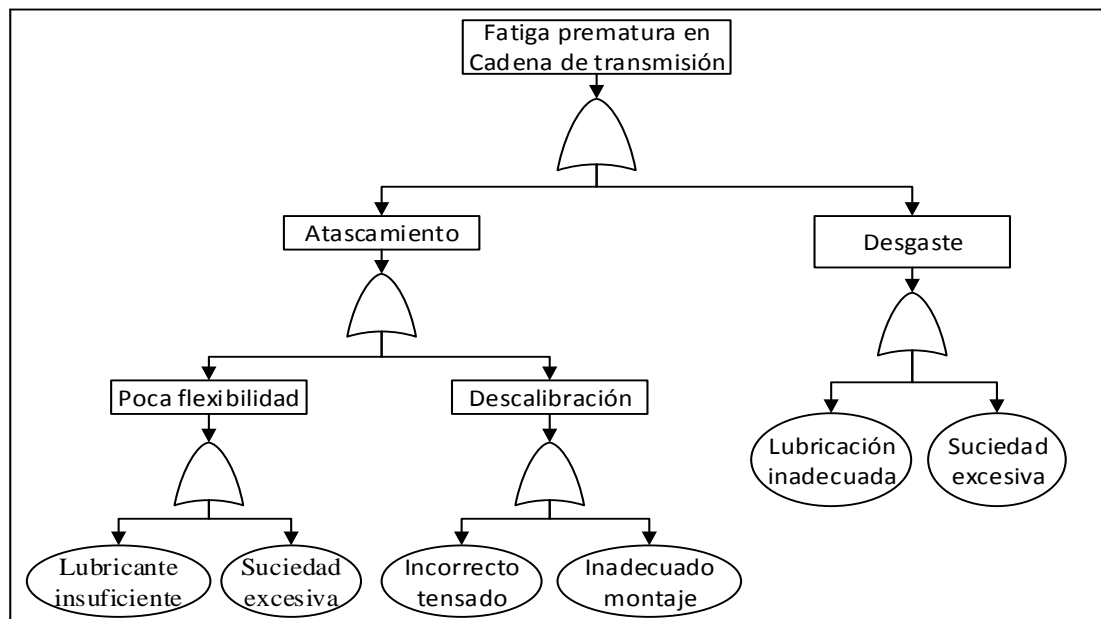 Fatiga prematura en
Cadena de transmisión
Atascamiento
Desgaste
Poca flexibilidad
Descalibración
Lubricación
inadecuada
Suciedad
excesiva
Lubricante
insuficiente
Suciedad
excesiva
Incorrecto
tensado
Inadecuado
montaje